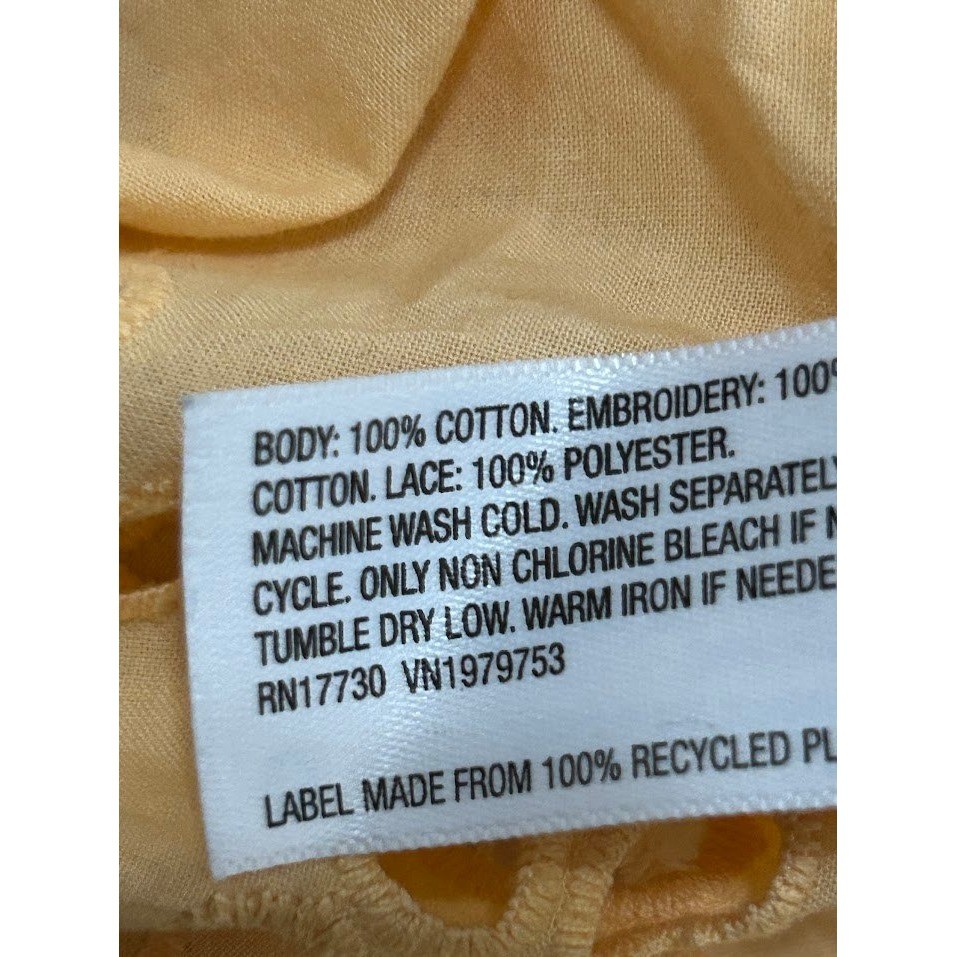 BODY: 100% COTTON. EMBROIDERY: 100%
COTTON. LACE: 100% POLYESTER.
MACHINE WASH COLD. WASH SEPARATELY
CYCLE. ONLY NON CHLORINE BLEACH IF
TUMBLE DRY LOW. WARM IRON IF
RN17730 VN1979753
LABEL MADE FROM 100% RECYCLED